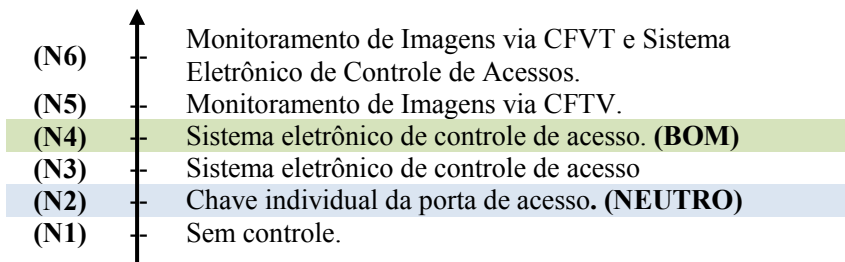 (N6) Monitoramento de Imagens via CFVT e Sistema
Eletrônico de Controle de Acessos.
(N5) Monitoramento de Imagens via CFTV.
(N4) Sistema eletrônico de controle de acesso. (BOM)
(N3) Sistema eletrônico de controle de acesso
(N2) Chave individual da porta de acesso. (NEUTRO)
(N1) Sem controle.